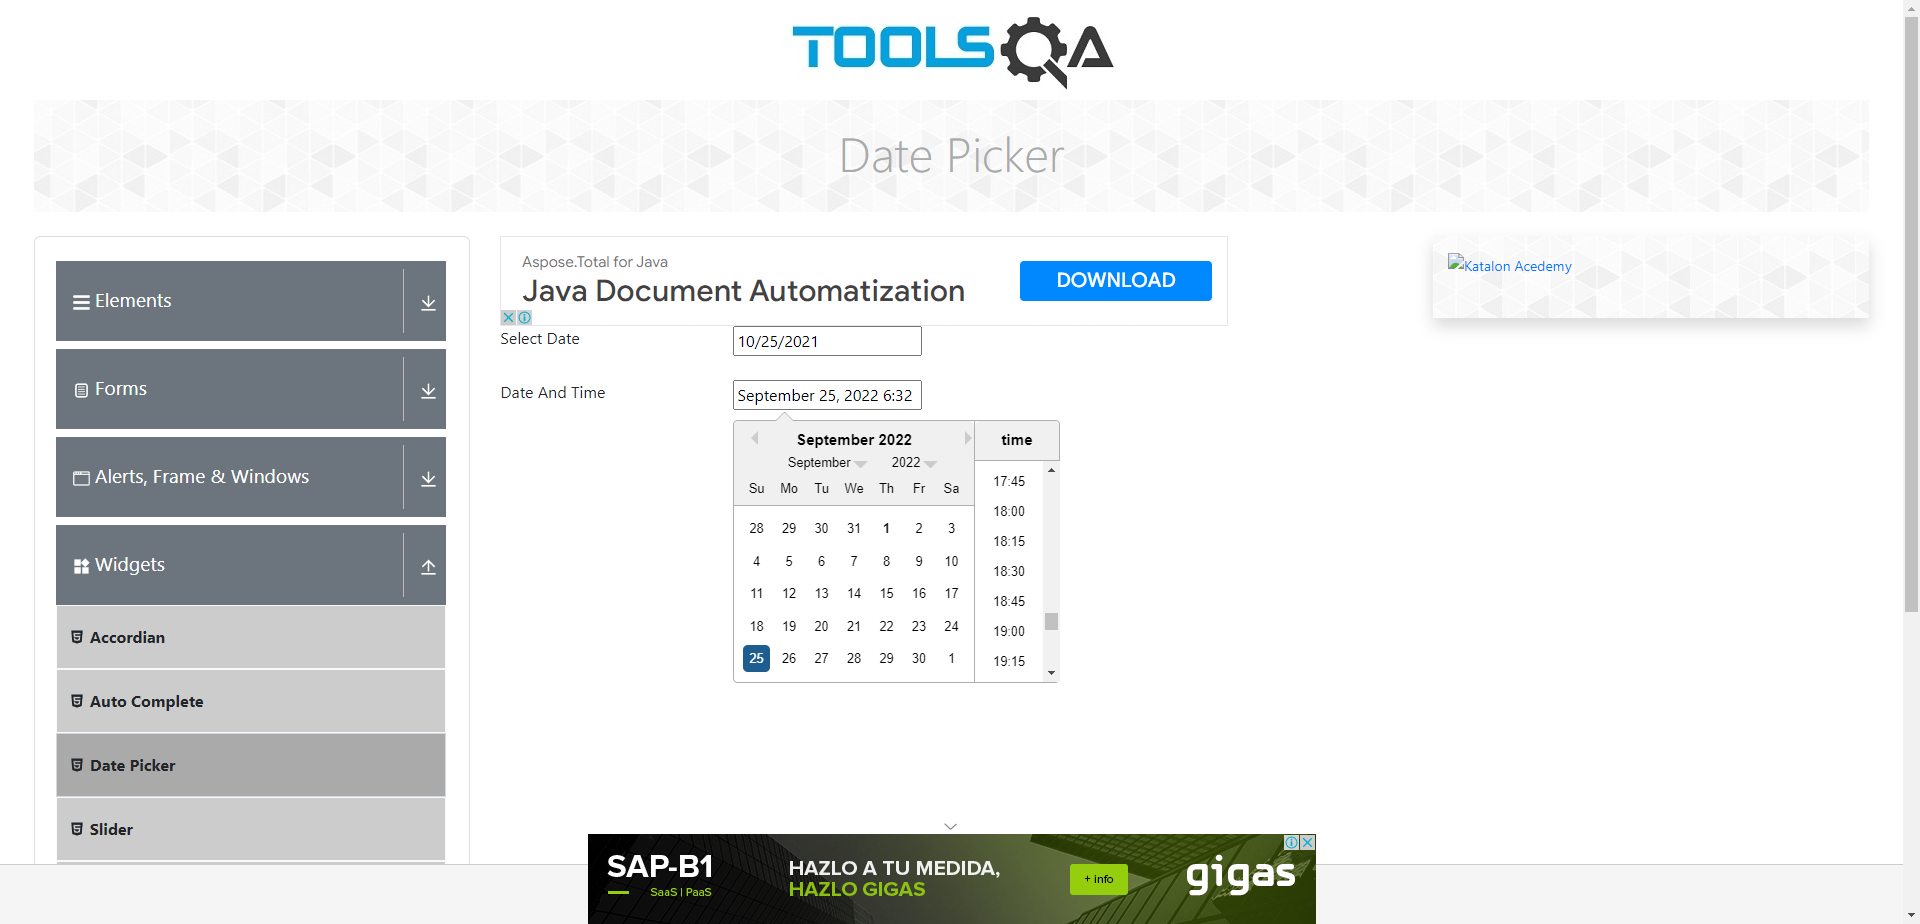 TOOLSQA
Date Picker
Elements
Forms
Alerts, Frame & Windows
Widgets
Accordian
Auto Complete
Date Picker
Slider
Aspose.Total for Java
Java Document Automatization
DOWNLOAD
Katalon Acedemy
Select Date
10/25/2021
Date And Time
September 25, 2022 6:32
September 2022
September 2022
Su Mo Tu We Th Fr Sa
28 29 30 31 1 2 3
4 5 6 7 8 9 10
11 12 13 14 15 16 17
18 19 20 21 22 23 24
25 26 27 28 29 30 1
time
17:45
18:00
18:15
18:30
18:45
19:00
19:15
SAP-B1
SaaS | PaaS
HAZLO A TU MEDIDA,
HAZLO GIGAS
+ info
gigas